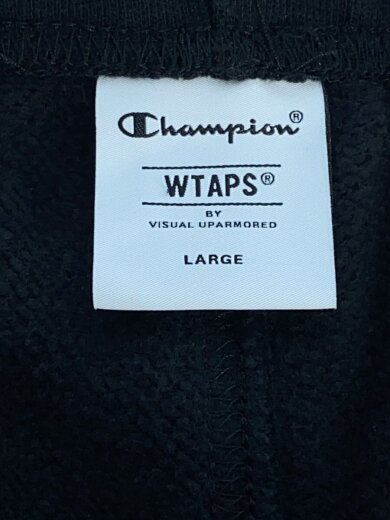 Champion®
WTAPS®
BY
VISUAL UPARMORED
LARGE